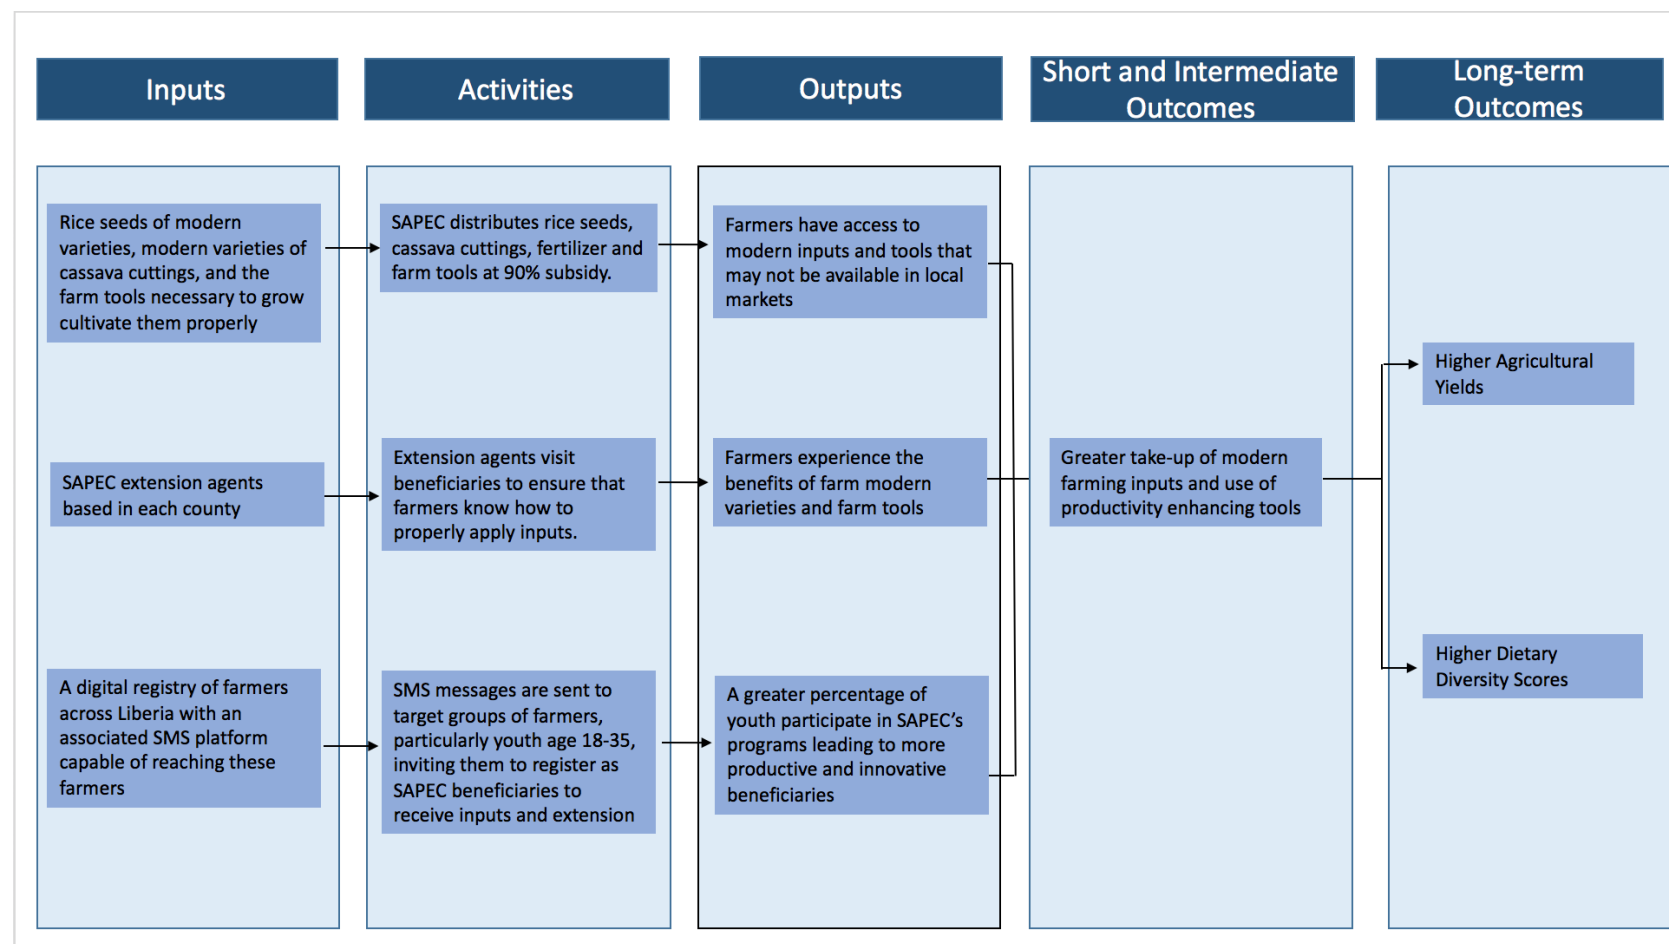 Inputs
Activities
Outputs
Short and Intermediate
Outcomes
Long-term
Outcomes
Rice seeds of modern
varieties, modern varieties of
cassava cuttings, and the
farm tools necessary to grow
cultivate them properly
SAPEC distributes rice seeds,
cassava cuttings, fertilizer and
farm tools at 90% subsidy.
Farmers have access to
modern inputs and tools that
may not be available in local
markets
Higher Agricultural
Yields
SAPEC extension agents
based in each county
Extension agents visit
beneficiaries to ensure that
farmers know how to
properly apply inputs.
Farmers experience the
benefits of farm modern
varieties and farm tools
Greater take-up of modern
farming inputs and use of
productivity enhancing tools
Higher Dietary
Diversity Scores
A digital registry of farmers
across Liberia with an
associated SMS platform
capable of reaching these
farmers
SMS messages are sent to
target groups of farmers,
particularly youth age 18-35,
inviting them to register as
SAPEC beneficiaries to
receive inputs and extension
A greater percentage of
youth participate in SAPEC’s
programs leading to more
productive and innovative
beneficiaries